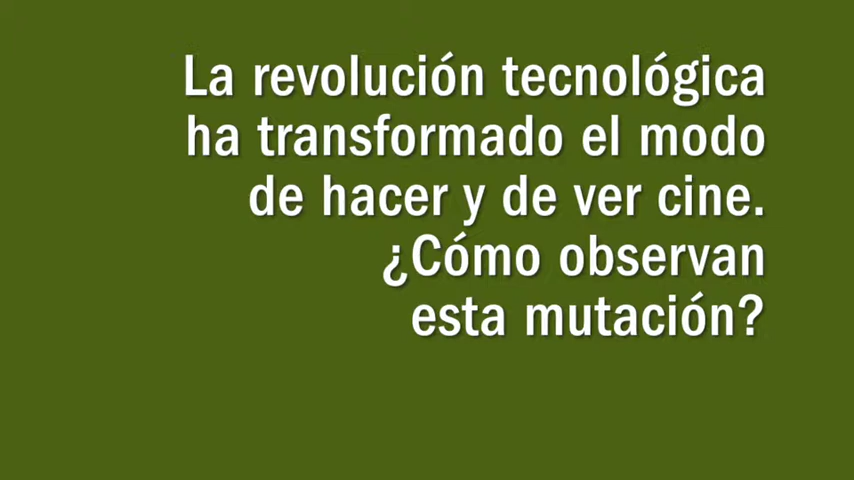 La revolución tecnológica
ha transformado el modo
de hacer y de ver cine.
¿Cómo observan
esta mutación?